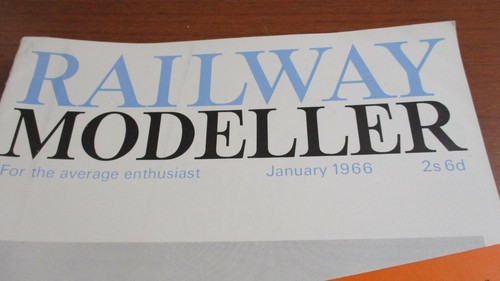 RAILWAY
MODELLER
For the average enthusiast January 1966 2s 6d